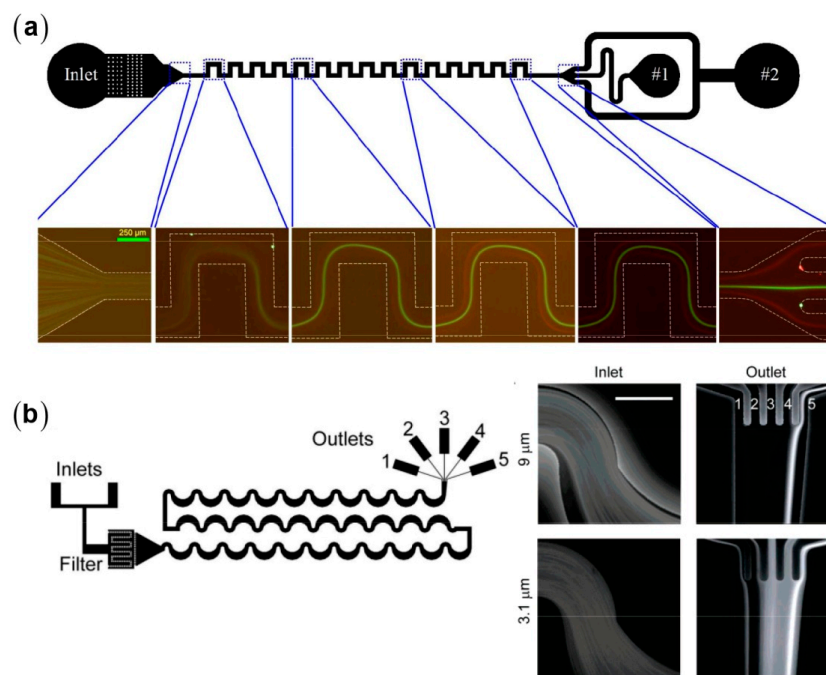 (a)
Inlet
#1
#2
250 µm
(b)
Inlet
Outlet
Outlets
1
2
3
4
5
Inlets
Filter
9 µm
1 2 3 4 5
3.1 µm